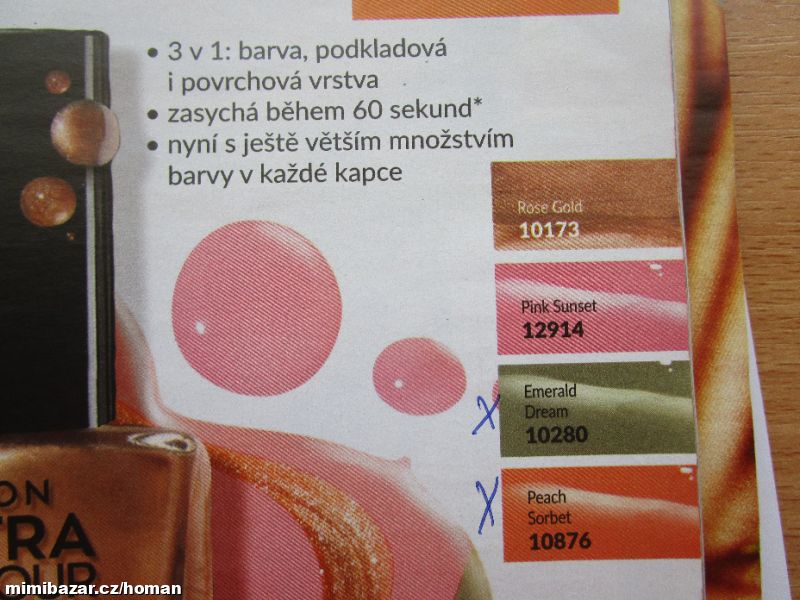 • 3 v 1: barva, podkladová
i povrchová vrstva
• zasychá během 60 sekund*
• nyní s ještě větším množstvím
barvy v každé kapce
Rose Gold
10173
Pink Sunset
12914
Emerald
Dream
10280
X
Peach
Sorbet
10876
X
ON
TRA
OUR
mimibazar.cz/homan